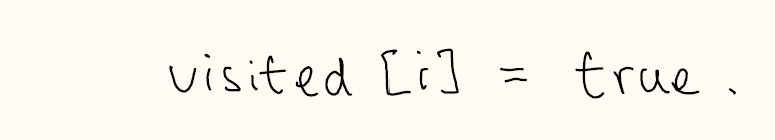 visited [i] = true.